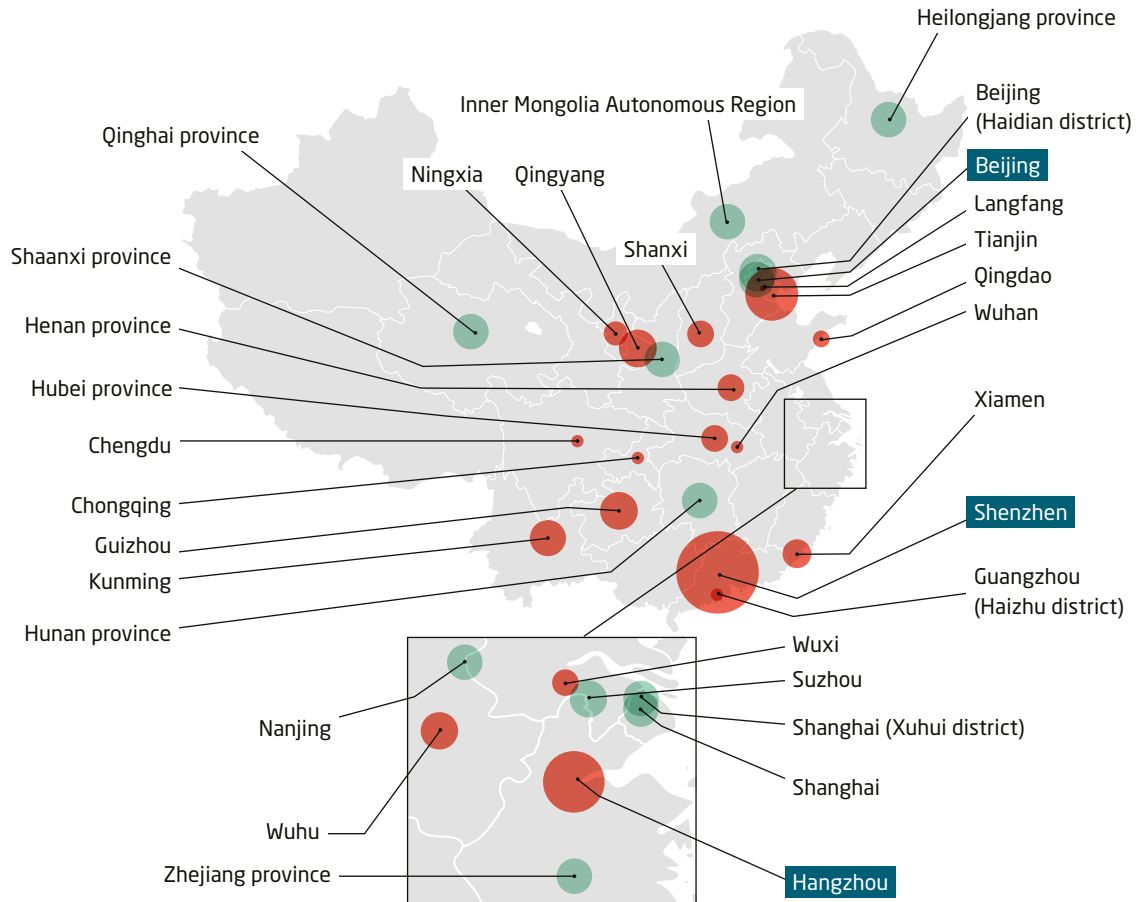 Heilongjang province
Beijing
(Haidian district)
Inner Mongolia Autonomous Region
Qinghai province
Beijing
Ningxia
Qingyang
Langfang
Shaanxi province
Shanxi
Tianjin
Qingdao
Henan province
Wuhan
Hubei province
Xiamen
Chengdu
Chongqing
Shenzhen
Guizhou
Kunming
Guangzhou
(Haizhu district)
Hunan province
Wuxi
Suzhou
Nanjing
Shanghai (Xuhui district)
Shanghai
Wuhu
Zhejiang province
Hangzhou